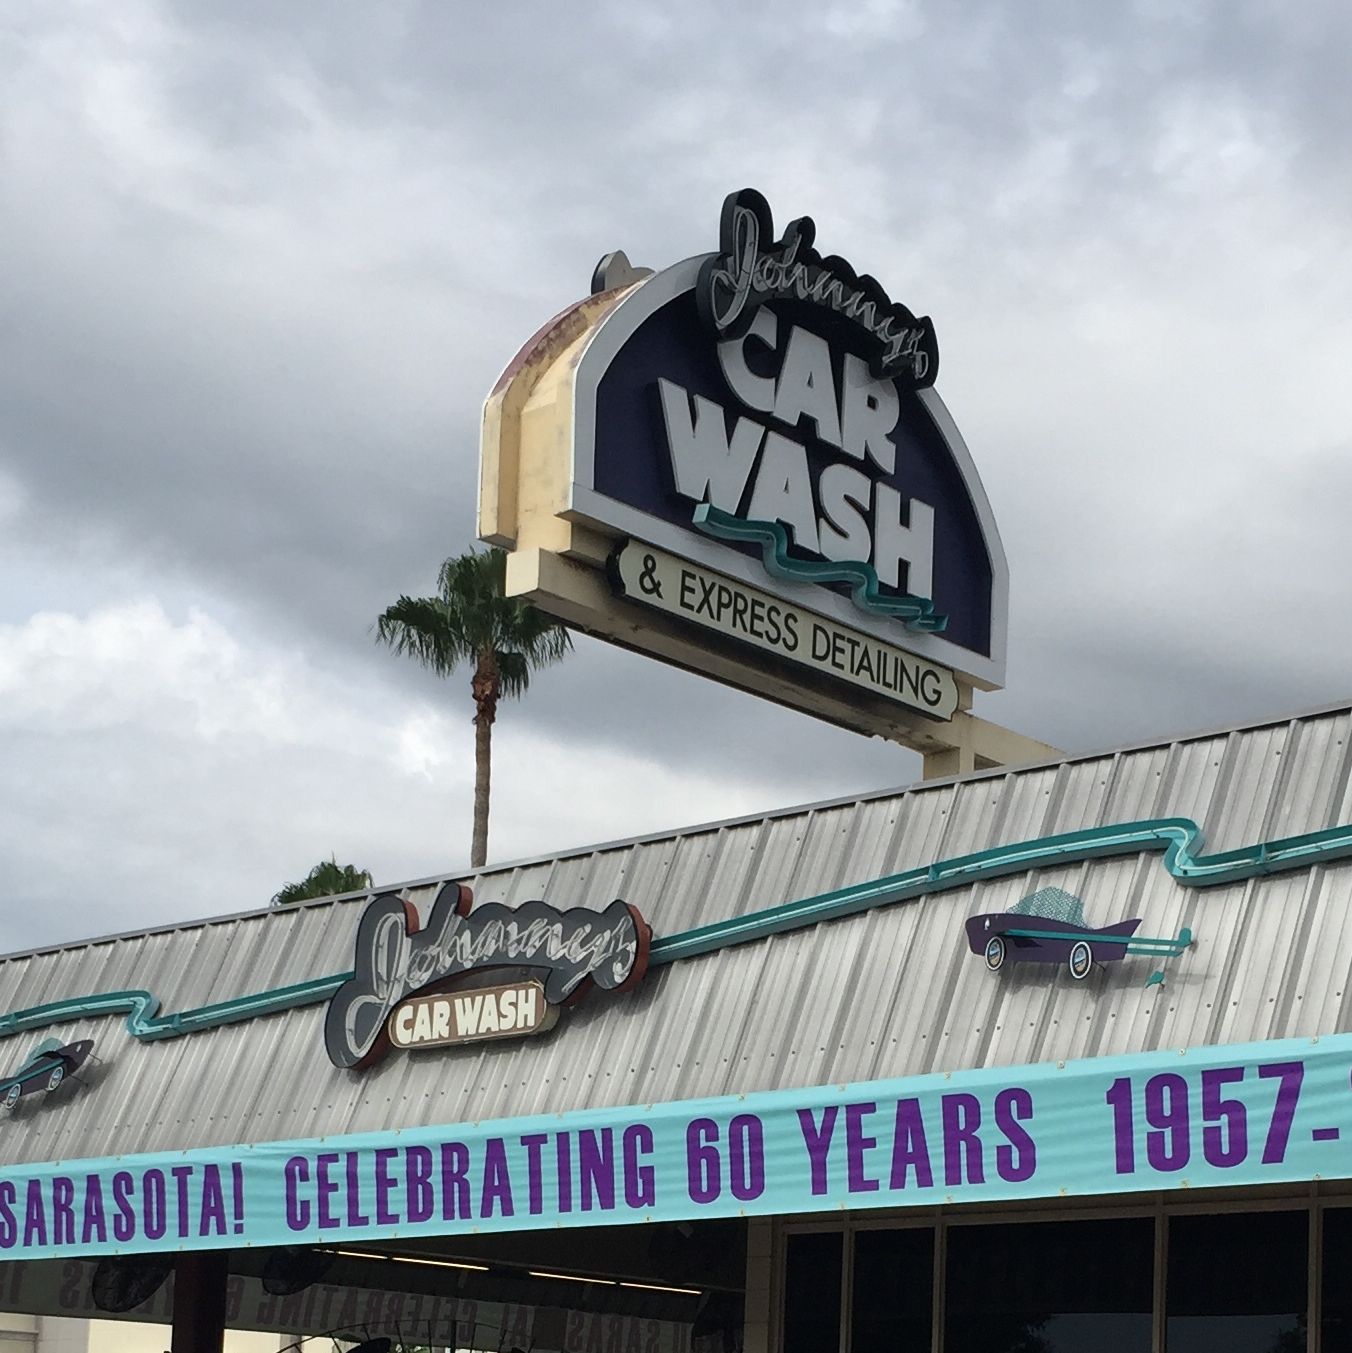 Johnny's
CAR
WASH
& EXPRESS DETAILING
Johnny's
CAR WASH
SARASOTA! CELEBRATING 60 YEARS 1957-